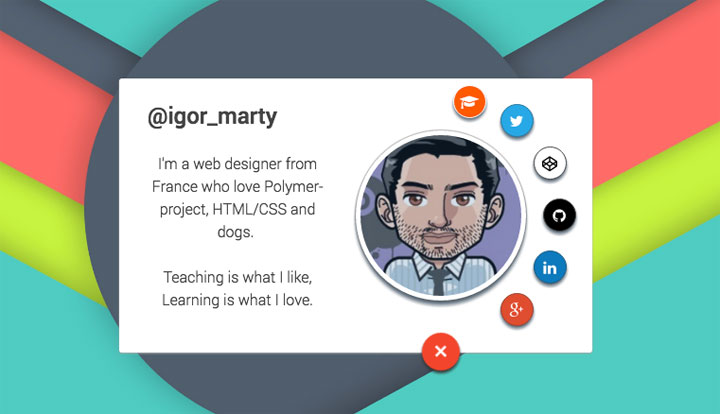 @igor_marty
I'm a web designer from
France who love Polymer-
project, HTML/CSS and
dogs.
Teaching is what I like,
Learning is what I love.
in
g+